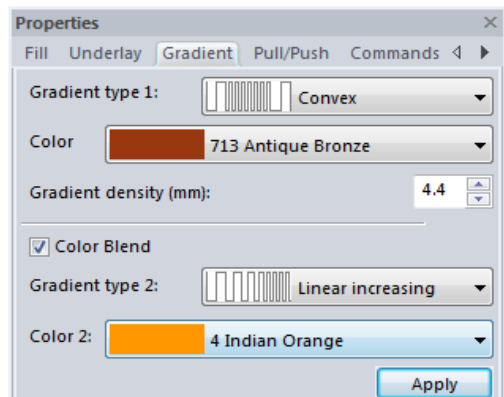 Properties
Fill Underlay Gradient Pull/Push Commands
Gradient type 1: Convex
Color 713 Antique Bronze
Gradient density (mm): 4.4
Color Blend
Gradient type 2: Linear increasing
Color 2: 4 Indian Orange
Apply